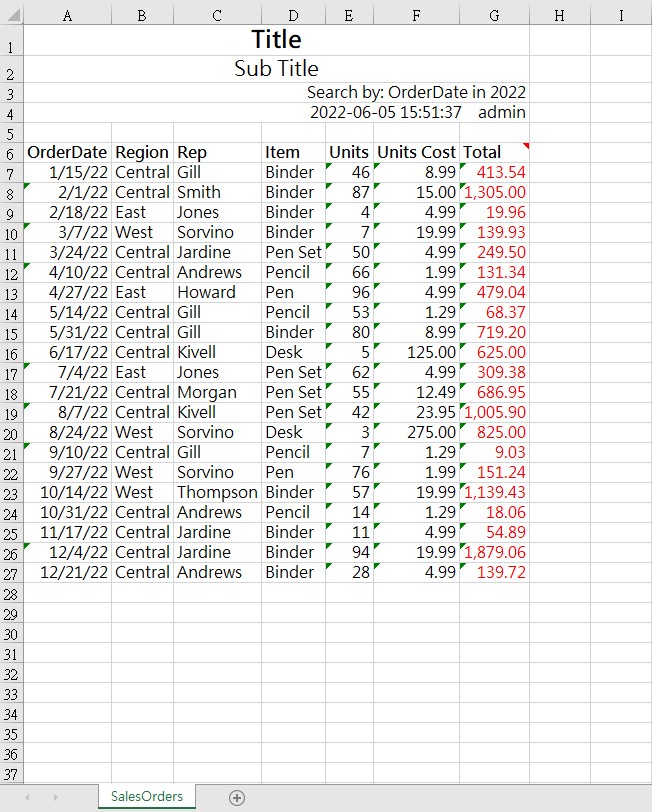 A B C D E F G H I
1 Title
2 Sub Title
3 Search by: OrderDate in 2022
4 2022-06-05 15:51:37 admin
5
6 OrderDate Region Rep Item Units Units Cost Total
7 1/15/22 Central Gill Binder 46 8.99 413.54
8 2/1/22 Central Smith Binder 87 15.00 1,305.00
9 2/18/22 East Jones Binder 4 4.99 19.96
10 3/7/22 West Sorvino Binder 7 19.99 139.93
11 3/24/22 Central Jardine Pen Set 50 4.99 249.50
12 4/10/22 Central Andrews Pencil 66 1.99 131.34
13 4/27/22 East Howard Pen 96 4.99 479.04
14 5/14/22 Central Gill Pencil 53 1.29 68.37
15 5/31/22 Central Gill Binder 80 8.99 719.20
16 6/17/22 Central Kivell Desk 5 125.00 625.00
17 7/4/22 East Jones Pen Set 62 4.99 309.38
18 7/21/22 Central Morgan Pen Set 55 12.49 686.95
19 8/7/22 Central Kivell Pen Set 42 23.95 1,005.90
20 8/24/22 West Sorvino Desk 3 275.00 825.00
21 9/10/22 Central Gill Pencil 7 1.29 9.03
22 9/27/22 West Sorvino Pen 76 1.99 151.24
23 10/14/22 West Thompson Binder 57 19.99 1,139.43
24 10/31/22 Central Andrews Pencil 14 1.29 18.06
25 11/17/22 Central Jardine Binder 11 4.99 54.89
26 12/4/22 Central Jardine Binder 94 19.99 1,879.06
27 12/21/22 Central Andrews Binder 28 4.99 139.72
28
29
30
31
32
33
34
35
36
37
SalesOrders